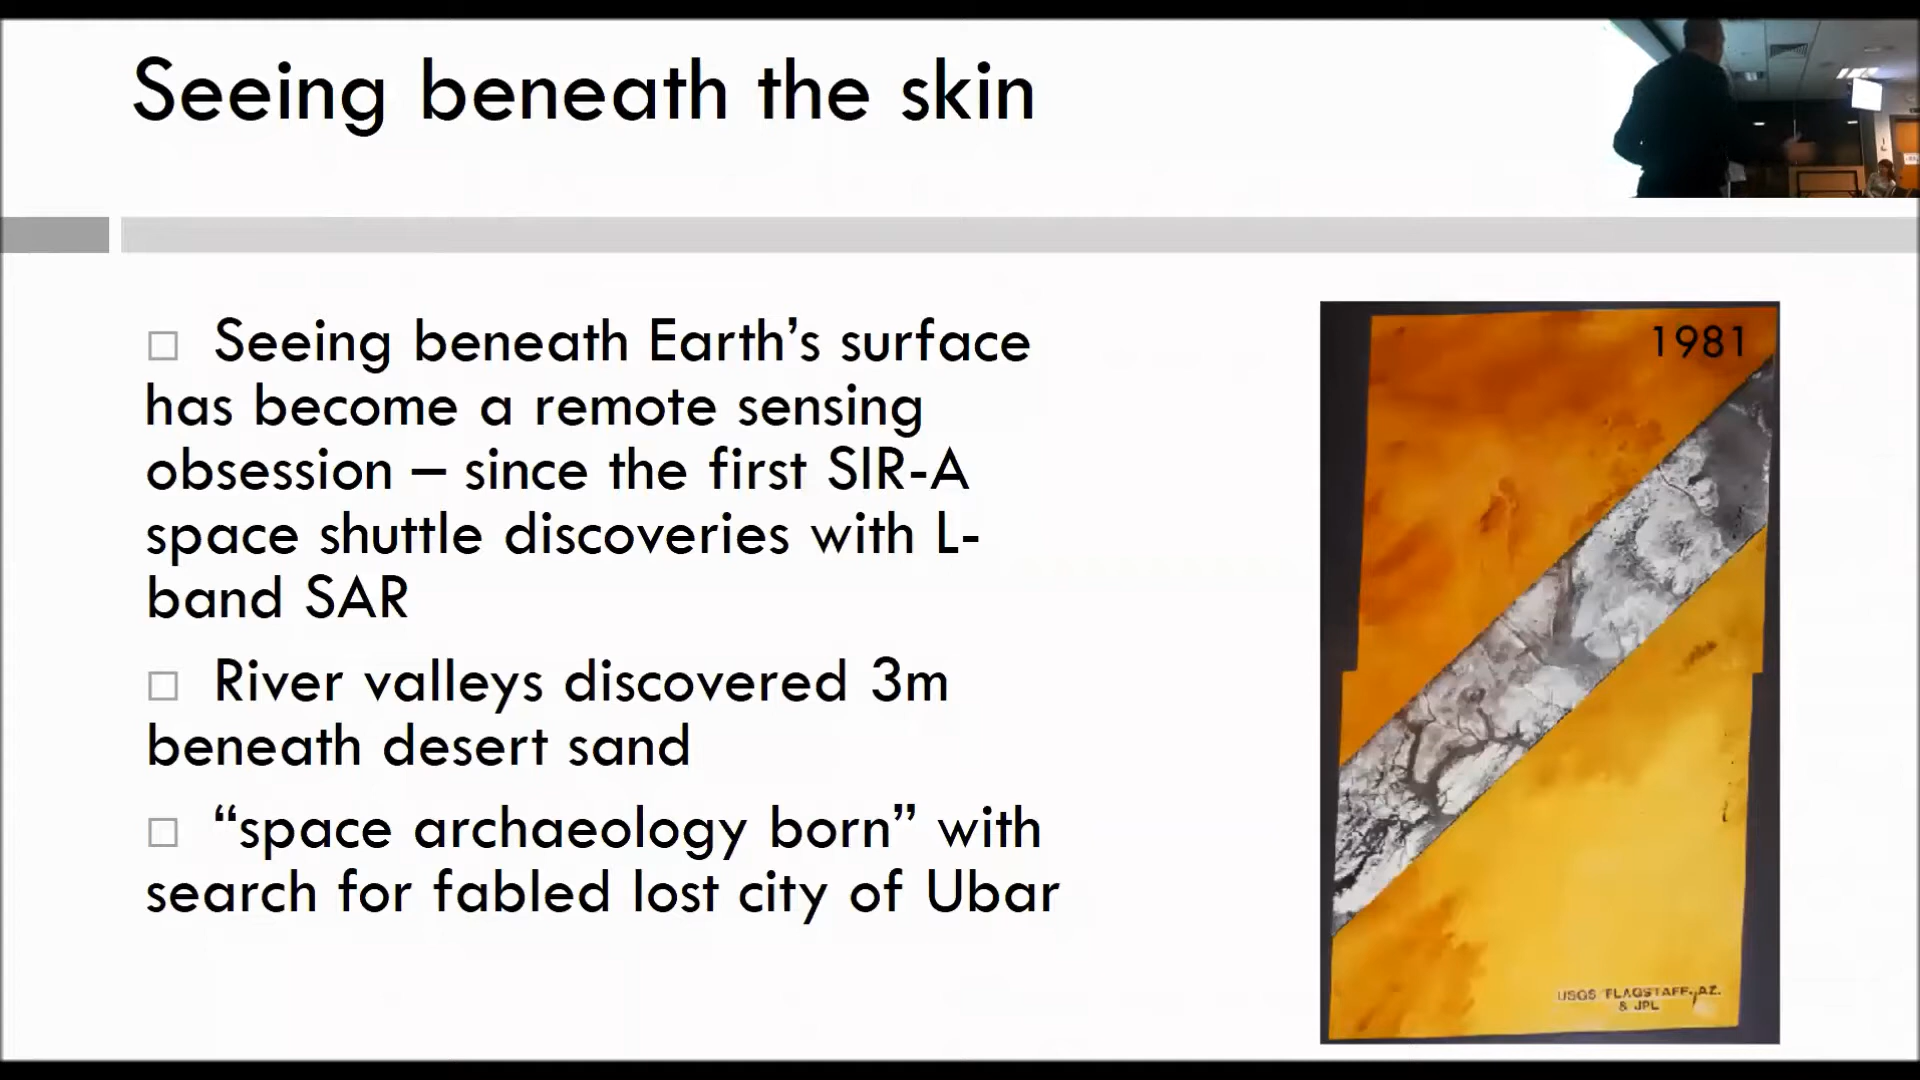 Seeing beneath the skin
Seeing beneath Earth’s surface
has become a remote sensing
obsession – since the first SIR-A
space shuttle discoveries with L-
band SAR
River valleys discovered 3m
beneath desert sand
“space archaeology born” with
search for fabled lost city of Ubar
1981
USGS FLAGSTAFF, AZ.
& JPL